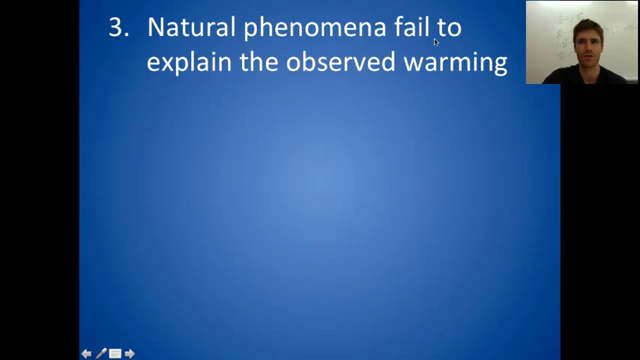 3. Natural phenomena fail to
explain the observed warming